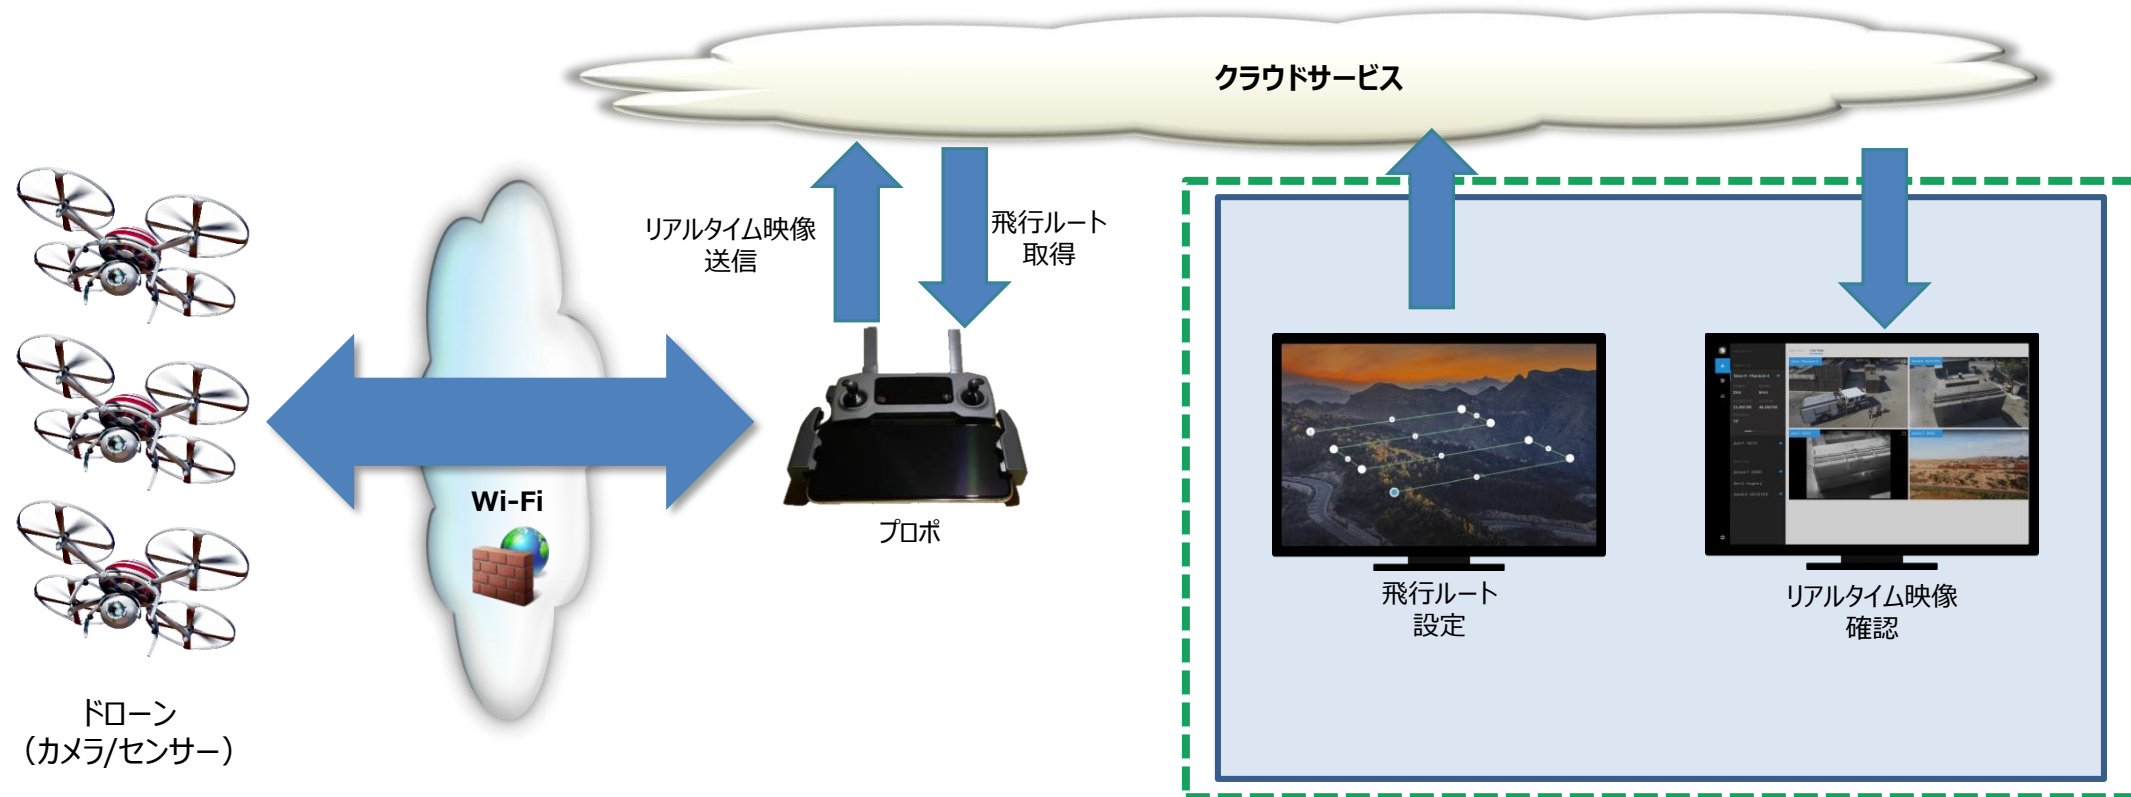 クラウドサービス
リアルタイム映像
送信
飛行ルート
取得
Wi-Fi
プロポ
飛行ルート
設定
リアルタイム映像
確認
ドローン
（カメラ/センサー）